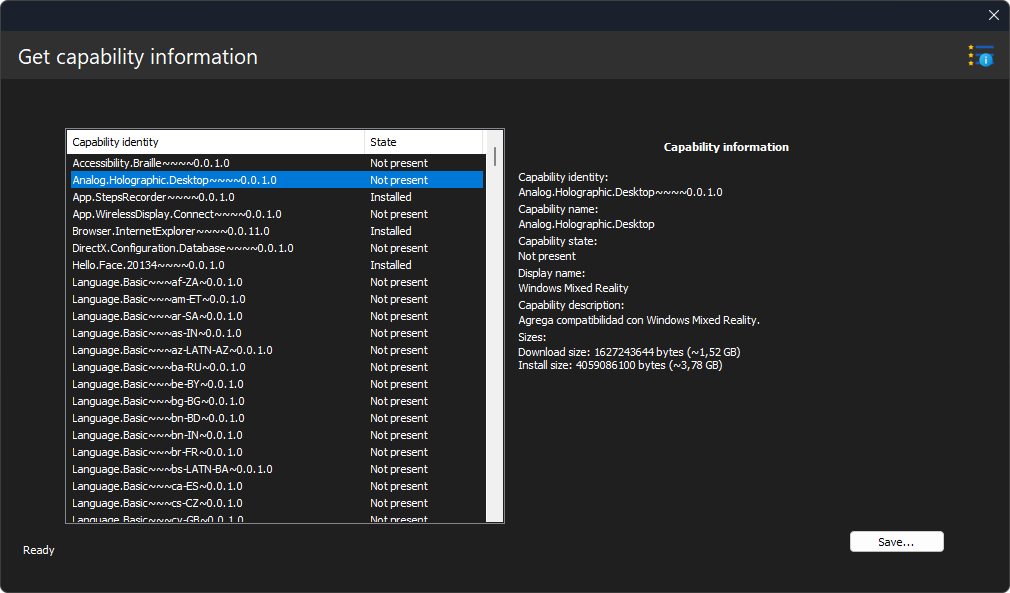 Get capability information
Capability identity State
Accessibility.Braille~~~~0.0.1.0 Not present
Analog.Holographic.Desktop~~~~0.0.1.0 Not present
App.StepsRecorder~~~~0.0.1.0 Installed
App.WirelessDisplay.Connect~~~~0.0.1.0 Not present
Browser.InternetExplorer~~~~0.0.11.0 Installed
DirectX.Configuration.Database~~~~0.0.1.0 Not present
Hello.Face.20134~~~~0.0.1.0 Installed
Language.Basic~~~af-ZA~0.0.1.0 Not present
Language.Basic~~~am-ET~0.0.1.0 Not present
Language.Basic~~~ar-SA~0.0.1.0 Not present
Language.Basic~~~as-IN~0.0.1.0 Not present
Language.Basic~~~az-LATN-AZ~0.0.1.0 Not present
Language.Basic~~~ba-RU~0.0.1.0 Not present
Language.Basic~~~be-BY~0.0.1.0 Not present
Language.Basic~~~bg-BG~0.0.1.0 Not present
Language.Basic~~~bn-BD~0.0.1.0 Not present
Language.Basic~~~bn-IN~0.0.1.0 Not present
Language.Basic~~~br-FR~0.0.1.0 Not present
Language.Basic~~~bs-LATN-BA~0.0.1.0 Not present
Language.Basic~~~ca-ES~0.0.1.0 Not present
Language.Basic~~~cs-CZ~0.0.1.0 Not present
Language.Basic~~~cy-GB~0.0.1.0 Not present
Capability information
Capability identity:
Analog.Holographic.Desktop~~~~0.0.1.0
Capability name:
Analog.Holographic.Desktop
Capability state:
Not present
Display name:
Windows Mixed Reality
Capability description:
Agrega compatibilidad con Windows Mixed Reality.
Sizes:
Download size: 1627243644 bytes (~1,52 GB)
Install size: 4059086100 bytes (~3,78 GB)
Save...
Ready